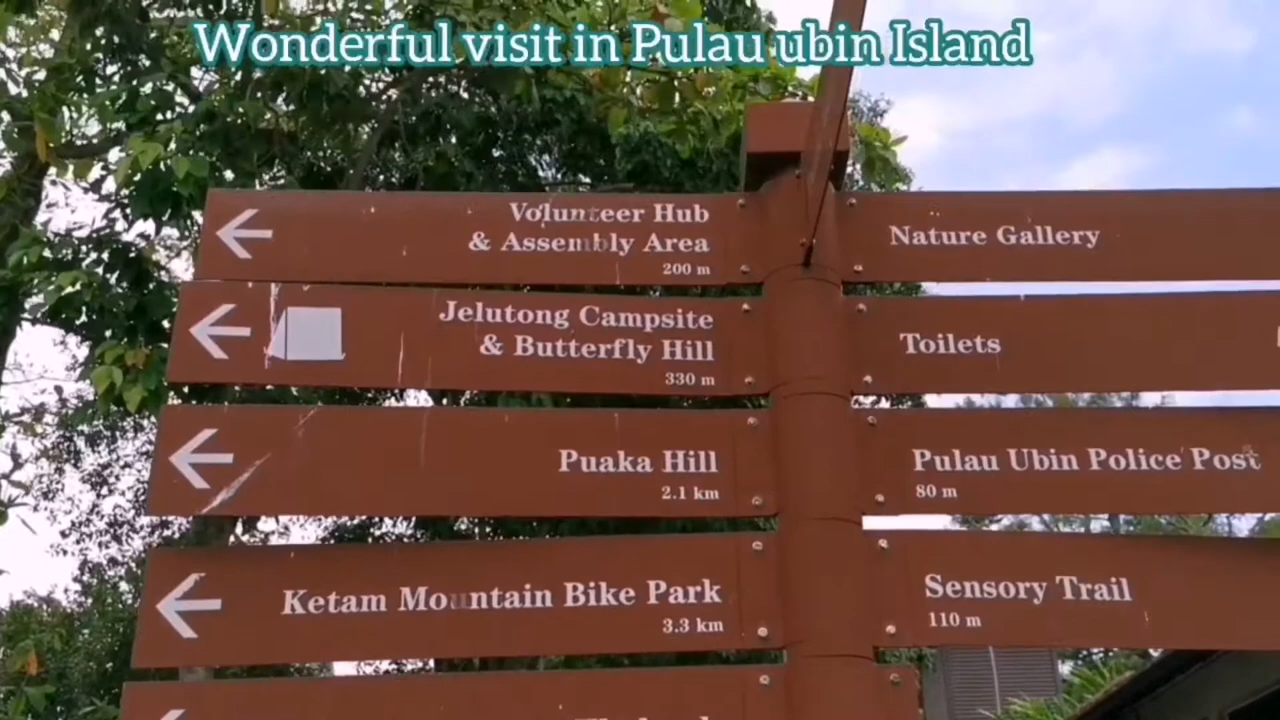 Wonderful visit in Pulau ubin Island
Volunteer Hub
& Assembly Area
200 m
Jelutong Campsite
& Butterfly Hill
330 m
Puaka Hill
2.1 km
Ketam Mountain Bike Park
3.3 km
Nature Gallery
Toilets
Pulau Ubin Police Post
80 m
Sensory Trail
110 m